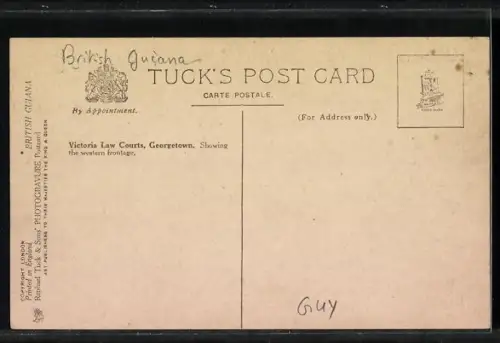 British Guiana
TUCK'S POST CARD
CARTE POSTALE.
By Appointment.
(For Address only.)
Victoria Law Courts, Georgetown. Showing
the western frontage.
COPYRIGHT LONDON
Printed in England
Raphael Tuck & Sons' "PHOTOGRAVURE" Postcard
ART PUBLISHERS TO THEIR MAJESTIES THE KING & QUEEN
BRITISH GUIANA
GUY